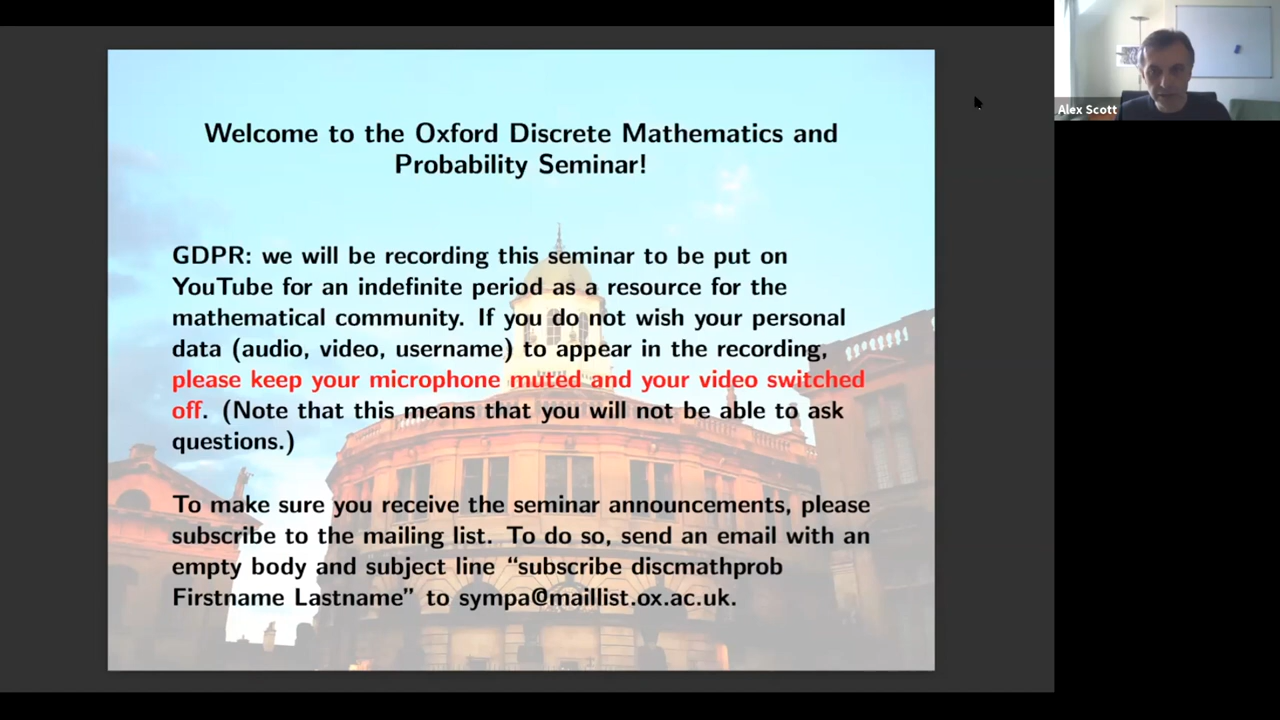 Welcome to the Oxford Discrete Mathematics and
Probability Seminar!
GDPR: we will be recording this seminar to be put on
YouTube for an indefinite period as a resource for the
mathematical community. If you do not wish your personal
data (audio, video, username) to appear in the recording,
please keep your microphone muted and your video switched
off. (Note that this means that you will not be able to ask
questions.)
To make sure you receive the seminar announcements, please
subscribe to the mailing list. To do so, send an email with an
empty body and subject line “subscribe discmathprob
Firstname Lastname” to sympa@maillist.ox.ac.uk.
Alex Scott